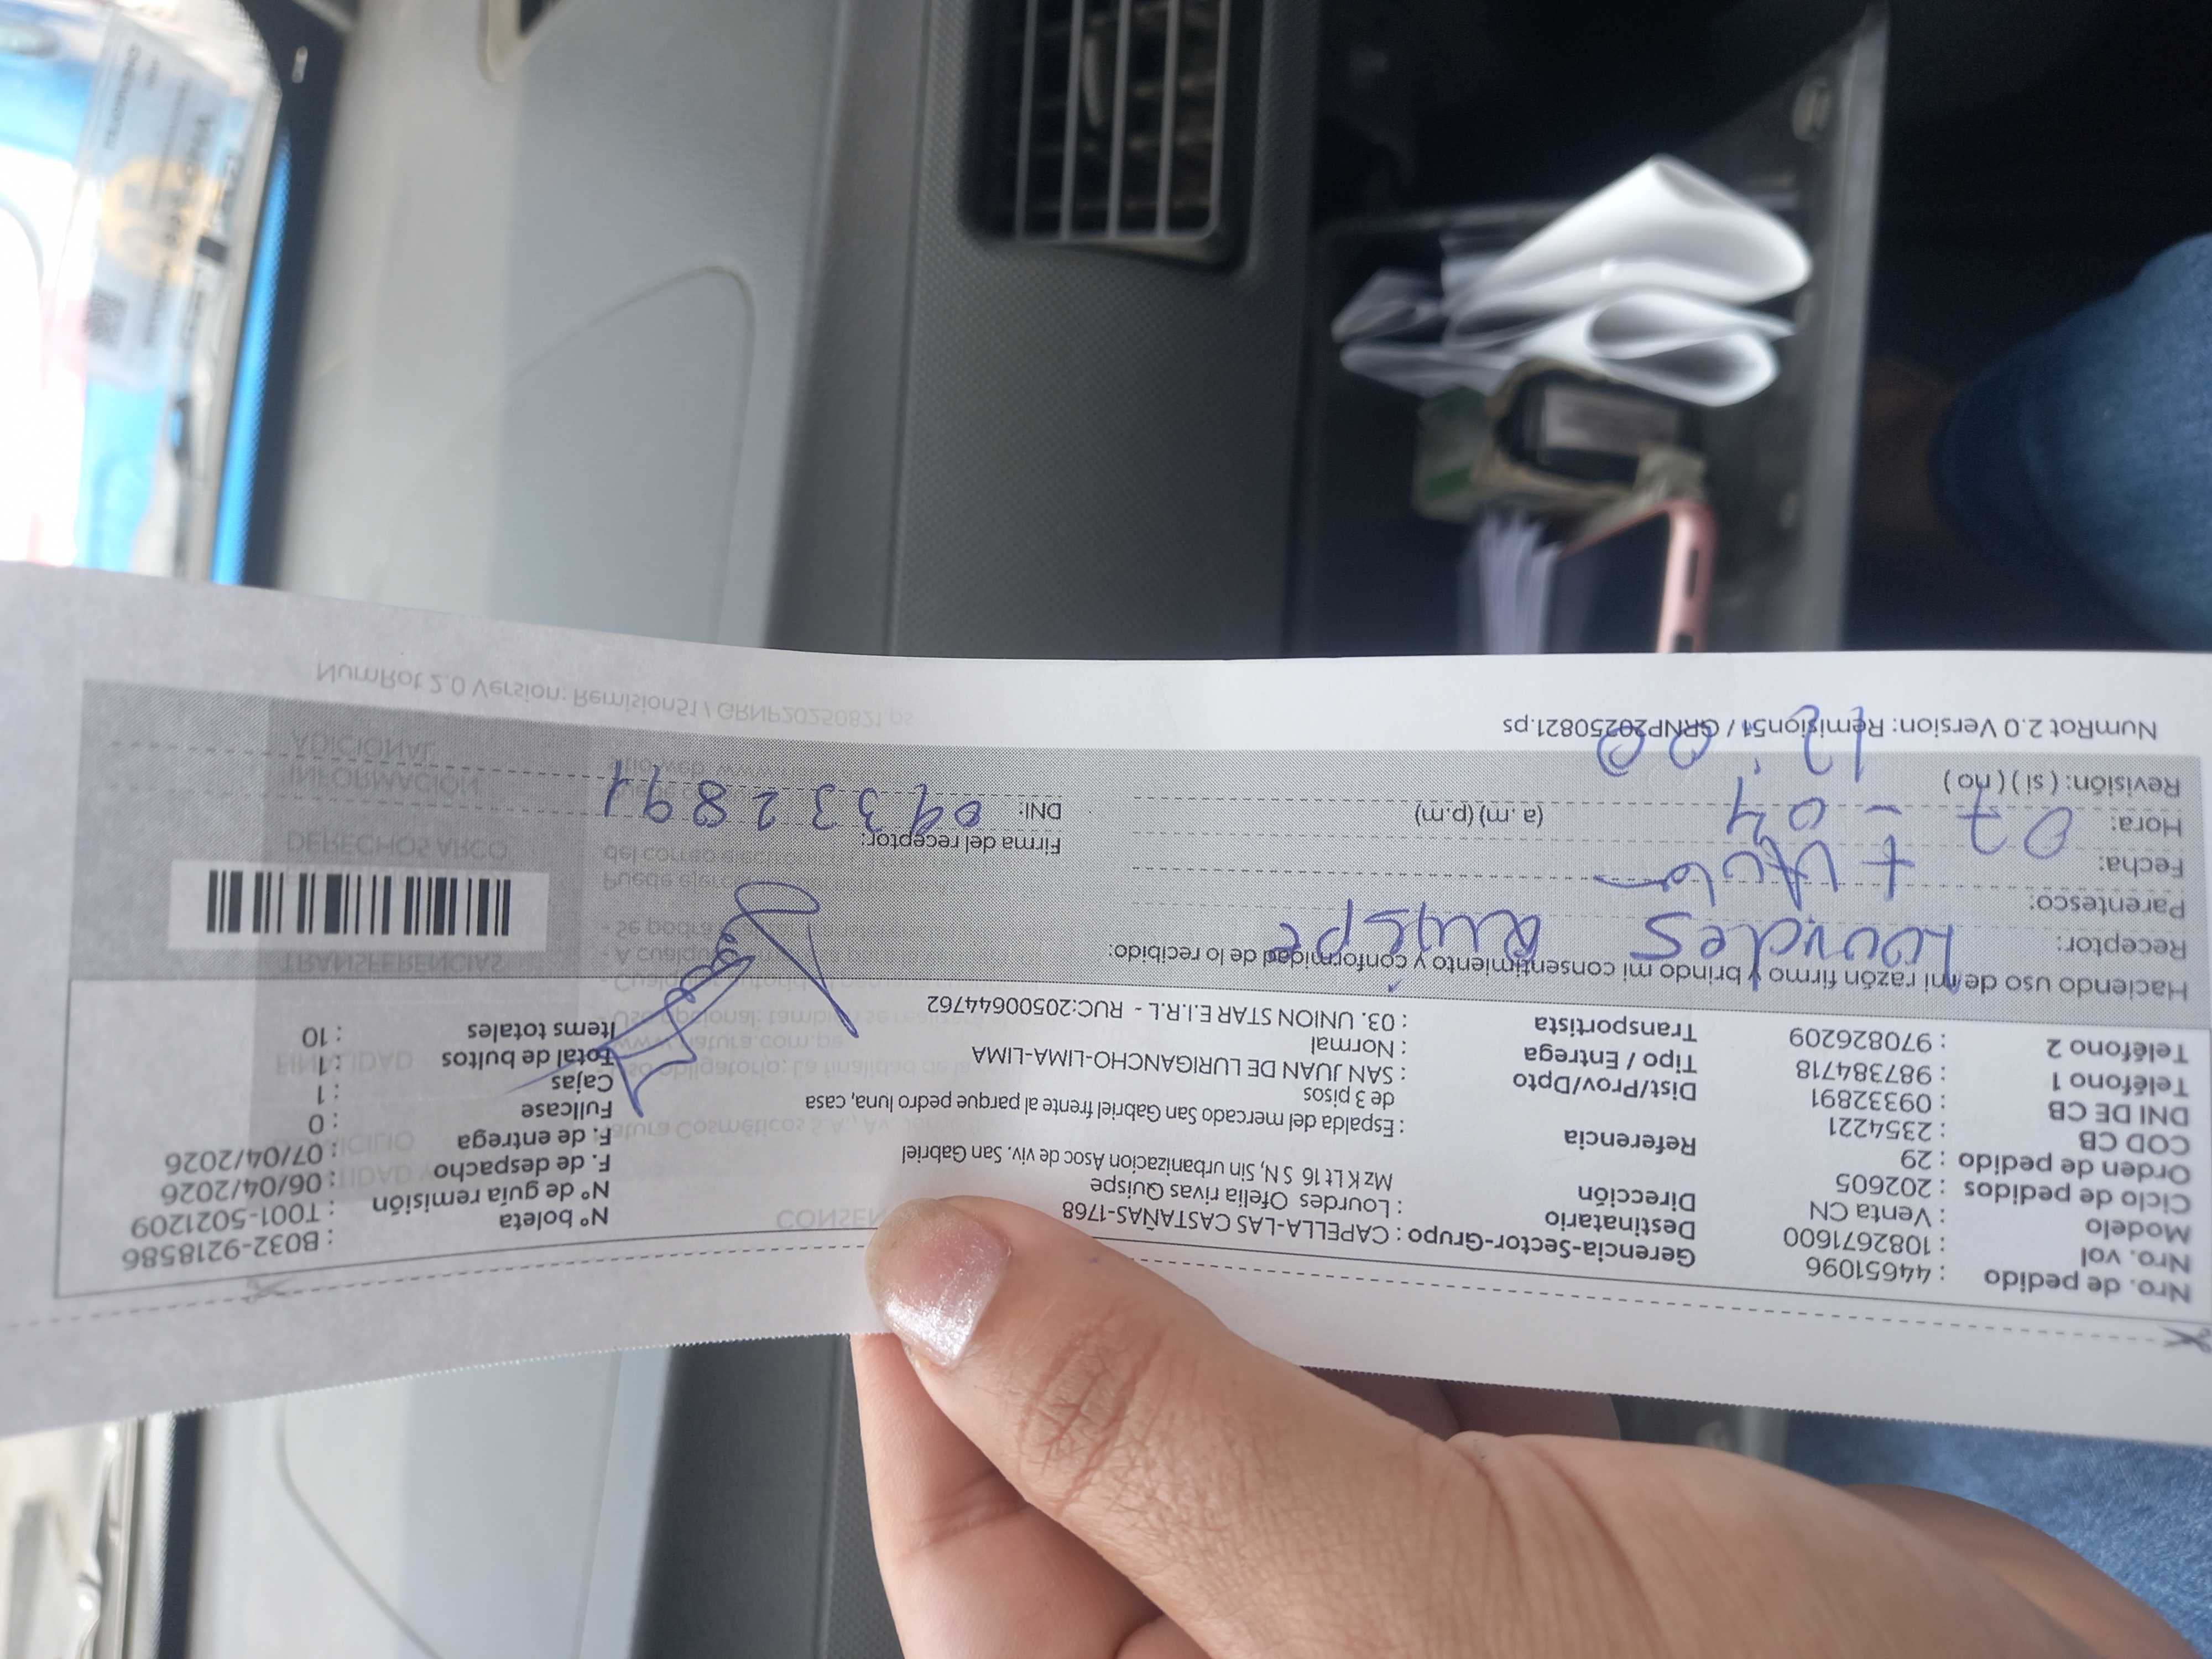 Nro. de pedido : 44651096
Nro. vol : 1082671600
Modelo : Venta CN
Ciclo de pedidos : 202605
Orden de pedido : 29
COD CB : 2354221
DNI DE CB : 09332891
Teléfono 1 : 987384718
Teléfono 2 : 970826209
Gerencia-Sector-Grupo : CAPELLA-LAS CASTAÑAS-1768
Destinatario : Lourdes Ofelia rivas Quispe
Dirección Mz K Lt 16 S N, Sin urbanizacion Asoc de viv. San Gabriel
Referencia : Espalda del mercado San Gabriel frente al parque pedro luna, casa
de 3 pisos
Dist/Prov/Dpto : SAN JUAN DE LURIGANCHO-LIMA-LIMA
Tipo / Entrega : Normal
Transportista : 03. UNION STAR E.I.R.L - RUC:20500644762
Nº boleta : B032-9218586
Nº de guía remisión : T001-5021209
F. de despacho : 06/04/2026
F. de entrega : 07/04/2026
Fullcase : 0
Cajas : 1
Total de bultos : 1
Items totales : 10
Haciendo uso de mi razón firmo y brindo mi consentimiento y conformidad de lo recibido:
Receptor: Lourdes Quispe
Parentesco:
Fecha: 07 - 04
Hora: (a.m) (p.m)
Revisión: ( si ) ( no ) 12:00
Firma del receptor:
DNI: 09332891
NumRot 2.0 Version: Remision51 / GRNP20250821.ps